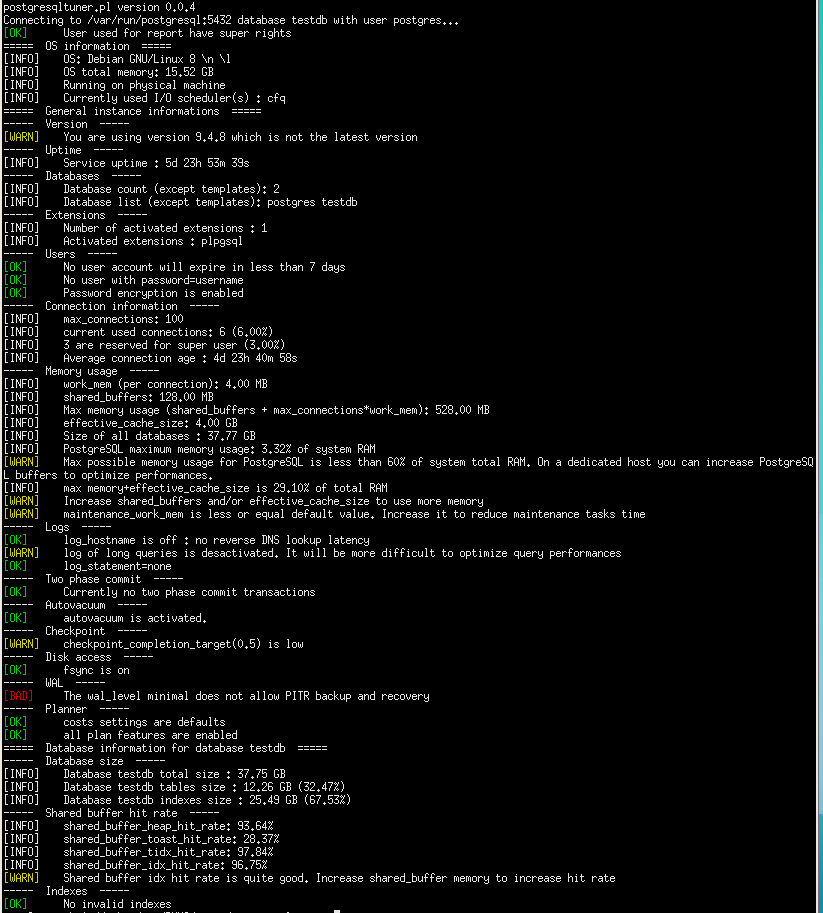 postgresqltuner.pl version 0.0.4
Connecting to /var/run/postgresql:5432 database testdb with user postgres...
[OK]      User used for report have super rights
=====  OS information  =====
[INFO]    OS: Debian GNU/Linux 8 \n \l
[INFO]    OS total memory: 15.52 GB
[INFO]    Running on physical machine
[INFO]    Currently used I/O scheduler(s) : cfq
=====  General instance informations  =====
-----  Version  -----
[WARN]    You are using version 9.4.8 which is not the latest version
-----  Uptime  -----
[INFO]    Service uptime : 5d 23h 53m 39s
-----  Databases  -----
[INFO]    Database count (except templates): 2
[INFO]    Database list (except templates): postgres testdb
-----  Extensions  -----
[INFO]    Number of activated extensions : 1
[INFO]    Activated extensions : plpgsql
-----  Users  -----
[OK]      No user account will expire in less than 7 days
[OK]      No user with password=username
[OK]      Password encryption is enabled
-----  Connection information  -----
[INFO]    max_connections: 100
[INFO]    current used connections: 6 (6.00%)
[INFO]    3 are reserved for super user (3.00%)
[INFO]    Average connection age : 4d 23h 40m 58s
-----  Memory usage  -----
[INFO]    work_mem (per connection): 4.00 MB
[INFO]    shared_buffers: 128.00 MB
[INFO]    Max memory usage (shared_buffers + max_connections*work_mem): 528.00 MB
[INFO]    effective_cache_size: 4.00 GB
[INFO]    Size of all databases : 37.77 GB
[INFO]    PostgreSQL maximum memory usage: 3.32% of system RAM
[WARN]    Max possible memory usage for PostgreSQL is less than 60% of system total RAM. On a dedicated host you can increase PostgreSQ
L buffers to optimize performances.
[INFO]    max memory+effective_cache_size is 29.10% of total RAM
[WARN]    Increase shared_buffers and/or effective_cache_size to use more memory
[WARN]    maintenance_work_mem is less or equal default value. Increase it to reduce maintenance tasks time
-----  Logs  -----
[OK]      log_hostname is off : no reverse DNS lookup latency
[WARN]    log of long queries is desactivated. It will be more difficult to optimize query performances
[OK]      log_statement=none
-----  Two phase commit  -----
[OK]      Currently no two phase commit transactions
-----  Autovacuum  -----
[OK]      autovacuum is activated.
-----  Checkpoint  -----
[WARN]    checkpoint_completion_target(0.5) is low
-----  Disk access  -----
[OK]      fsync is on
-----  WAL  -----
[BAD]     The wal_level minimal does not allow PITR backup and recovery
-----  Planner  -----
[OK]      costs settings are defaults
[OK]      all plan features are enabled
=====  Database information for database testdb  =====
-----  Database size  -----
[INFO]    Database testdb total size : 37.75 GB
[INFO]    Database testdb tables size : 12.26 GB (32.47%)
[INFO]    Database testdb indexes size : 25.49 GB (67.53%)
-----  Shared buffer hit rate  -----
[INFO]    shared_buffer_heap_hit_rate: 93.64%
[INFO]    shared_buffer_toast_hit_rate: 28.37%
[INFO]    shared_buffer_tidx_hit_rate: 97.84%
[INFO]    shared_buffer_idx_hit_rate: 96.75%
[WARN]    Shared buffer idx hit rate is quite good. Increase shared_buffer memory to increase hit rate
-----  Indexes  -----
[OK]      No invalid indexes